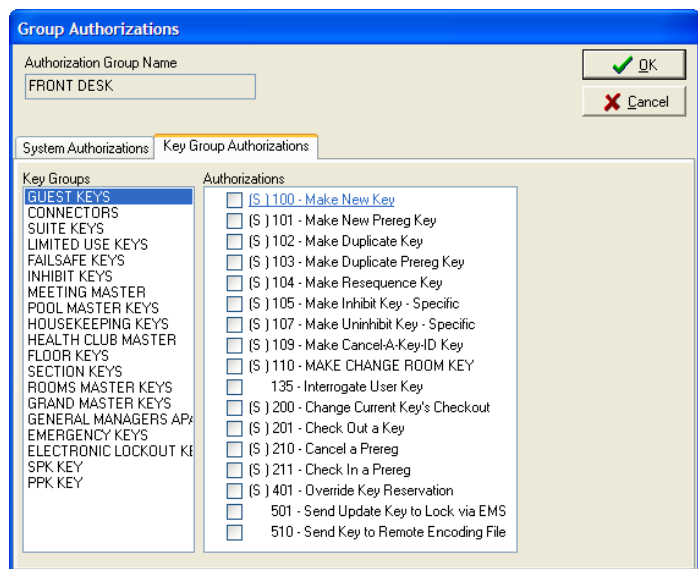 Group Authorizations
Authorization Group Name
FRONT DESK
OK
Cancel
System Authorizations
Key Group Authorizations
Key Groups
GUEST KEYS
CONNECTORS
SUITE KEYS
LIMITED USE KEYS
FAILSAFE KEYS
INHIBIT KEYS
MEETING MASTER
POOL MASTER KEYS
HOUSEKEEPING KEYS
HEALTH CLUB MASTER
FLOOR KEYS
SECTION KEYS
ROOMS MASTER KEYS
GRAND MASTER KEYS
GENERAL MANAGERS APA
EMERGENCY KEYS
ELECTRONIC LOCKOUT KE
SPK KEY
PPK KEY
Authorizations
(S ) 100 - Make New Key
(S ) 101 - Make New Prereg Key
(S ) 102 - Make Duplicate Key
(S ) 103 - Make Duplicate Prereg Key
(S ) 104 - Make Resequence Key
(S ) 105 - Make Inhibit Key - Specific
(S ) 107 - Make Uninhibit Key - Specific
(S ) 109 - Make Cancel-A-Key-ID Key
(S ) 110 - MAKE CHANGE ROOM KEY
135 - Interrogate User Key
(S ) 200 - Change Current Key's Checkout
(S ) 201 - Check Out a Key
(S ) 210 - Cancel a Prereg
(S ) 211 - Check In a Prereg
(S ) 401 - Override Key Reservation
501 - Send Update Key to Lock via EMS
510 - Send Key to Remote Encoding File